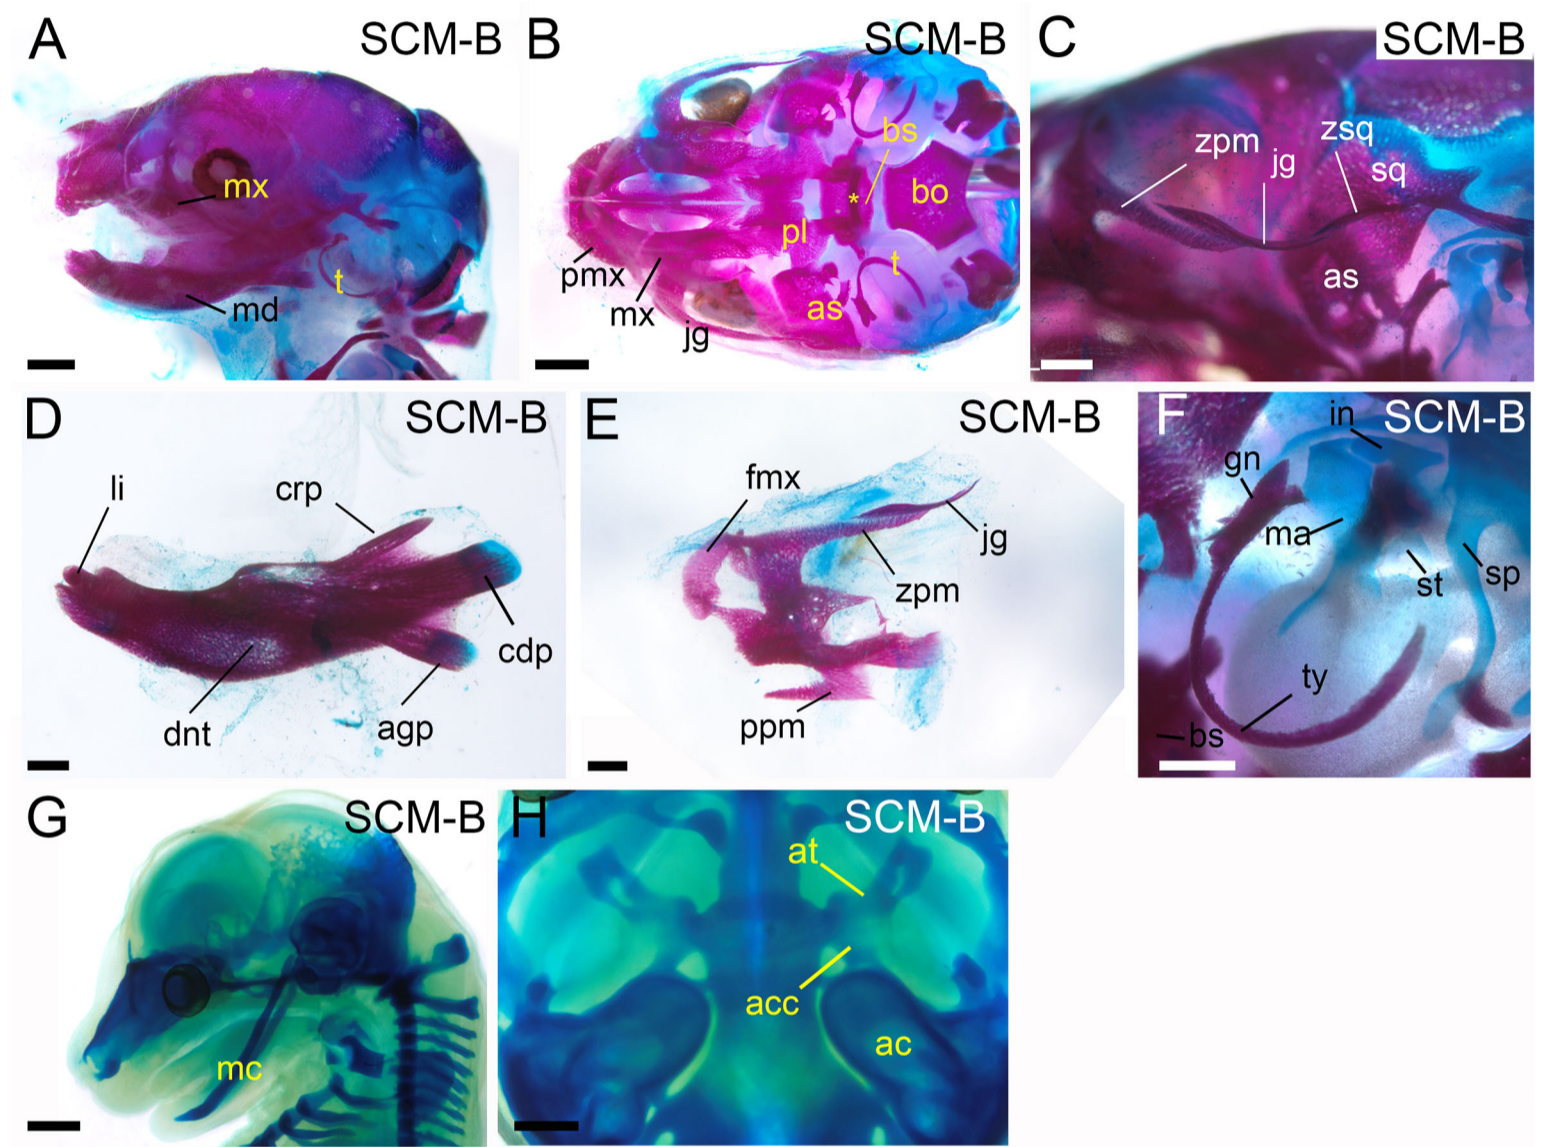 A SCM-B
mx
t
md
B SCM-B
bs
*
bo
pl
t
pmx
mx
as
jg
C SCM-B
zpm
jg
zsq
sq
as
D SCM-B
li
crp
cdp
dnt
agp
E SCM-B
fmx
jg
zpm
ppm
F SCM-B
in
gn
ma
st
sp
ty
bs
G SCM-B
mc
H SCM-B
at
acc
ac